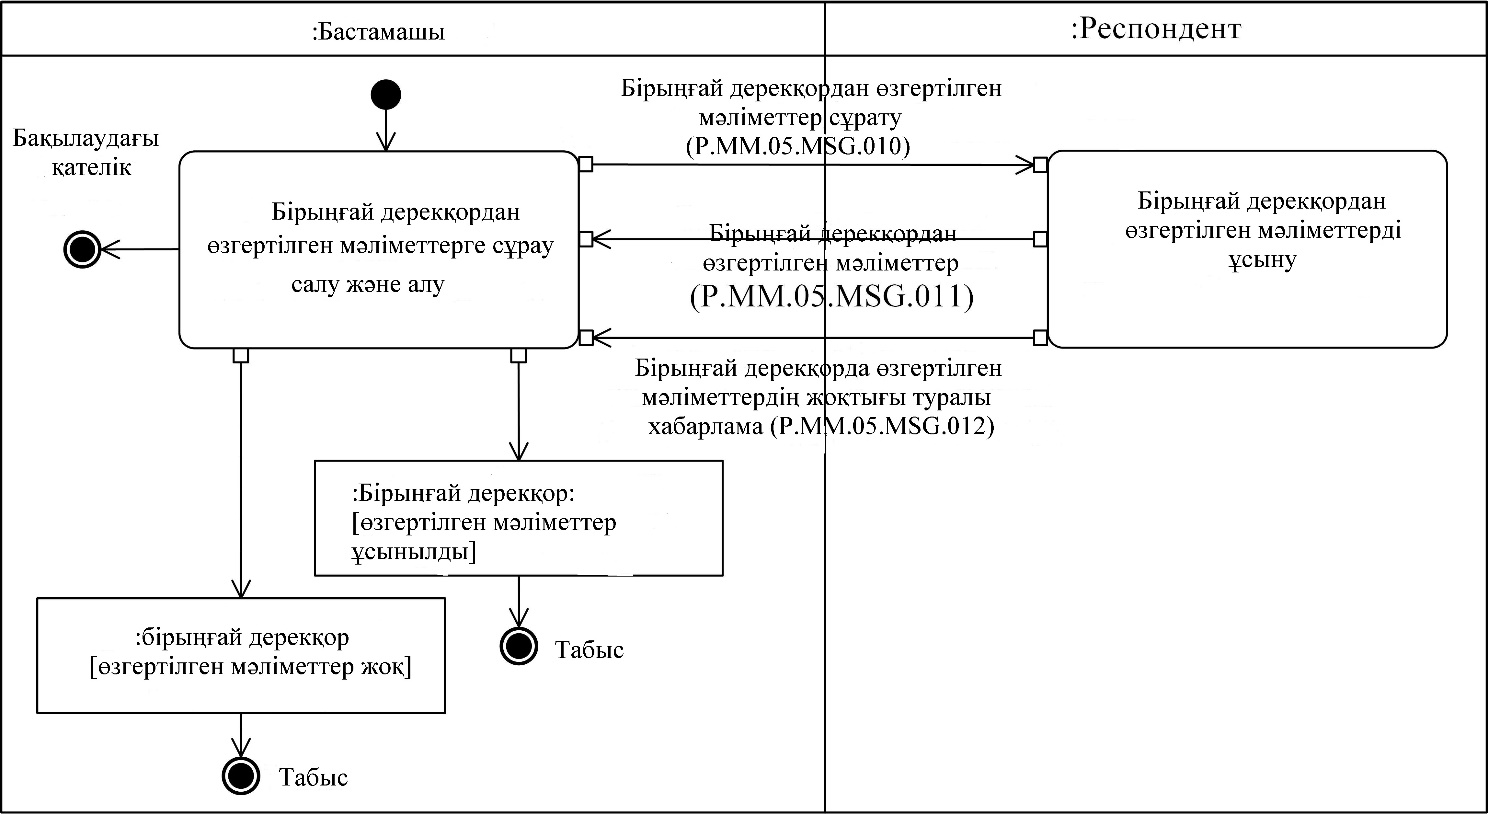 :Бастамашы
:Респондент
Бақылаудағы
қателік
Бірыңғай дерекқордан өзгертілген
мәліметтер сұрату
(P.MM.05.MSG.010)
Бірыңғай дерекқордан
өзгертілген мәліметтерге сұрау
салу және алу
Бірыңғай дерекқордан
өзгертілген мәліметтерді
ұсыну
Бірыңғай дерекқордан
өзгертілген мәліметтер
(P.MM.05.MSG.011)
Бірыңғай дерекқорда өзгертілген
мәліметтердің жоқтығы туралы
хабарлама (P.MM.05.MSG.012)
:Бірыңғай дерекқор:
[өзгертілген мәліметтер
ұсынылды]
Табыс
:бірыңғай дерекқор
[өзгертілген мәліметтер жоқ]
Табыс